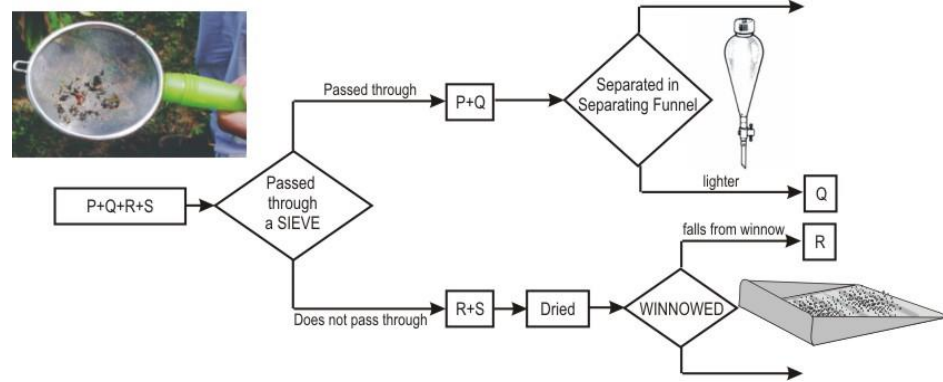 Passed through
P+Q
Separated in
Separating Funnel
lighter
Q
P+Q+R+S
Passed
through
a SIEVE
falls from winnow
R
Does not pass through
R+S
Dried
WINNOWED